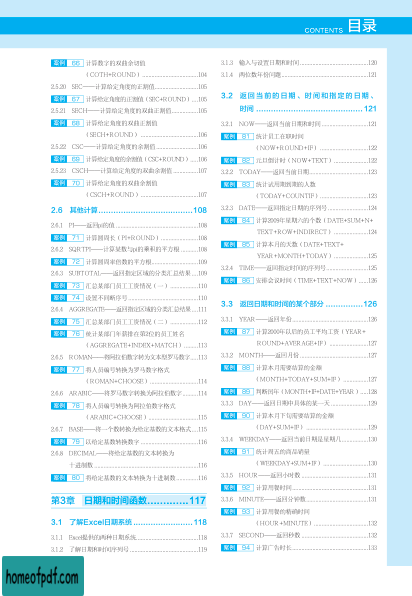 CONTENTS 目录
案例 66 计算数字的双曲余切值
（COTH+ROUND） 104
2.5.20 SEC——计算给定角度的正割值 105
案例 67 计算给定角度的正割值（SEC+ROUND） 105
2.5.21 SECH——计算给定角度的双曲正割值 105
案例 68 计算给定角度的双曲正割值
（SECH+ROUND） 106
2.5.22 CSC——计算给定角度的余割值 106
案例 69 计算给定角度的余割值（CSC+ROUND） 106
2.5.23 CSCH——计算给定角度的双曲余割值 107
案例 70 计算给定角度的双曲余割值
（CSCH+ROUND） 107
2.6 其他计算 108
2.6.1 PI——返回pi的值 108
案例 71 计算圆周长（PI+ROUND） 108
2.6.2 SQRTPI——计算某数与pi的乘积的平方根 108
案例 72 计算圆周率倍数的平方根 109
2.6.3 SUBTOTAL——返回指定区域的分类汇总结果 109
案例 73 汇总某部门员工工资情况（一） 110
案例 74 设置不间断序号 110
2.6.4 AGGREGATE——返回指定区域的分类汇总结果 111
案例 75 汇总某部门员工工资情况（二） 112
案例 76 统计某部门年薪排在第2位的员工姓名
（AGGREGATE+INDEX+MATCH） 113
2.6.5 ROMAN——将阿拉伯数字转为文本型罗马数字 113
案例 77 将人员编号转换为罗马数字格式
（ROMAN+CHOOSE） 114
2.6.6 ARABIC——将罗马数字转换为阿拉伯数字 114
案例 78 将人员编号转换为阿拉伯数字格式
（ARABIC+CHOOSE） 115
2.6.7 BASE——将一个数转换为给定基数的文本格式 115
案例 79 以给定基数转换数字 116
2.6.8 DECIMAL——将给定基数的文本转换为
十进制数 116
案例 80 将给定基数的文本转换为十进制数 116
第3章 日期和时间函数 117
3.1 了解Excel日期系统 118
3.1.1 Excel提供的两种日期系统 118
3.1.2 了解日期和时间序列号 119
3.1.3 输入与设置日期和时间 120
3.1.4 两位数年份问题 121
3.2 返回当前的日期、时间和指定的日期、
时间 121
3.2.1 NOW——返回当前日期和时间 121
案例 81 统计员工在职时间
（NOW+ROUND+IF） 122
案例 82 元旦倒计时（NOW+TEXT） 122
3.2.2 TODAY——返回当前日期 123
案例 83 统计试用期到期的人数
（TODAY+COUNTIF） 123
3.2.3 DATE——返回指定日期的序列号 123
案例 84 计算2009年星期六的个数（DATE+SUM+N+
TEXT+ROW+INDIRECT） 124
案例 85 计算本月的天数（DATE+TEXT+
YEAR+MONTH+TODAY） 125
3.2.4 TIME——返回指定时间的序列号 125
案例 86 安排会议时间（TIME+TEXT+NOW） 126
3.3 返回日期和时间的某个部分 126
3.3.1 YEAR——返回年份 126
案例 87 计算2000年以后的员工平均工资（YEAR+
ROUND+AVERAGE+IF） 127
3.3.2 MONTH——返回月份 127
案例 88 计算本月需要结算的金额
（MONTH+TODAY+SUM+IF） 127
案例 89 判断闰年（MONTH+IF+DATE+YEAR） 128
3.3.3 DAY——返回日期中具体的某一天 129
案例 90 计算本月下旬需要结算的金额
（DAY+SUM+IF） 129
3.3.4 WEEKDAY——返回当前日期是星期几 130
案例 91 统计周五的商品销量
（WEEKDAY+SUM+IF） 130
3.3.5 HOUR——返回小时数 131
案例 92 计算用餐时间 131
3.3.6 MINUTE——返回分钟数 131
案例 93 计算用餐的精确时间
（HOUR+MINUTE） 132
3.3.7 SECOND——返回秒数 132
案例 94 计算广告时长 133
homeofpdf.com